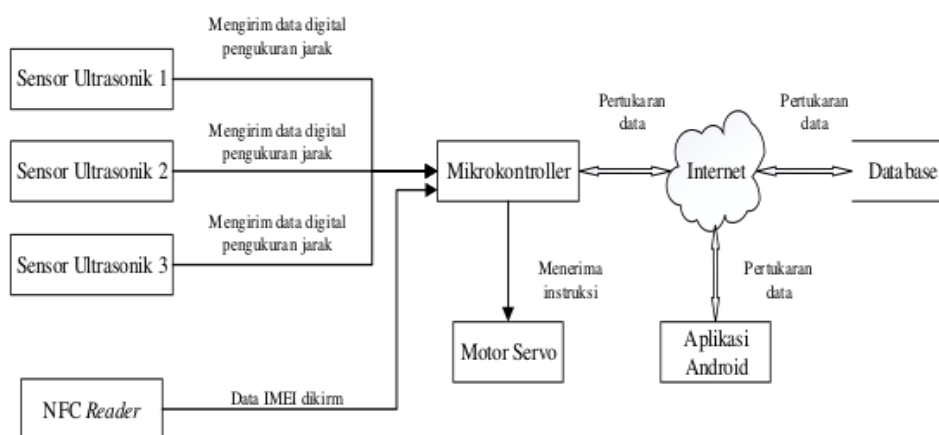 Mengirim data digital
pengukuran jarak
Sensor Ultrasonik 1
Mengirim data digital
pengukuran jarak
Sensor Ultrasonik 2
Mengirim data digital
pengukuran jarak
Sensor Ultrasonik 3
NFC Reader
Data IMEI dikirm
Mikrokontroller
Menerima
instruksi
Motor Servo
Pertukaran
data
Internet
Pertukaran
data
Database
Pertukaran
data
Aplikasi
Android